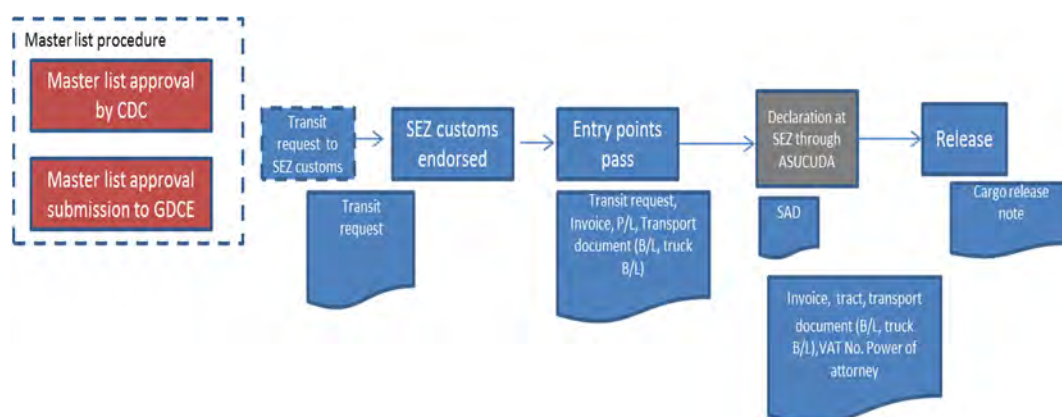 Master list procedure
Master list approval
by CDC
Master list approval
submission to GDCE
Transit
request to
SEZ customs
SEZ customs
endorsed
Entry points
pass
Declaration at
SEZ through
ASUCUDA
Release
Transit
request
Transit request,
Invoice, P/L, Transport
document (B/L, truck
B/L)
SAD
Cargo release
note
Invoice, tract, transport
document (B/L, truck
B/L),VAT No. Power of
attorney